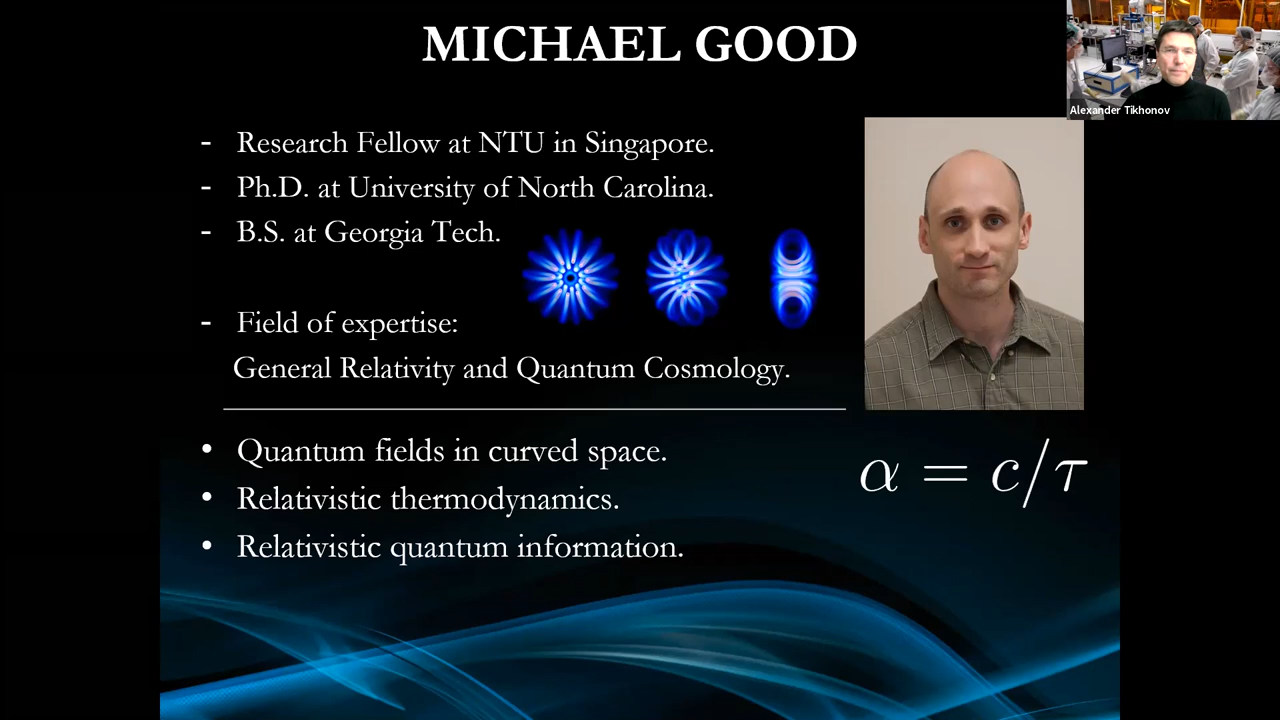 MICHAEL GOOD
Alexander Tikhonov
- Research Fellow at NTU in Singapore.
- Ph.D. at University of North Carolina.
- B.S. at Georgia Tech.
- Field of expertise:
General Relativity and Quantum Cosmology.
• Quantum fields in curved space.
• Relativistic thermodynamics.
• Relativistic quantum information.
α = c/τ